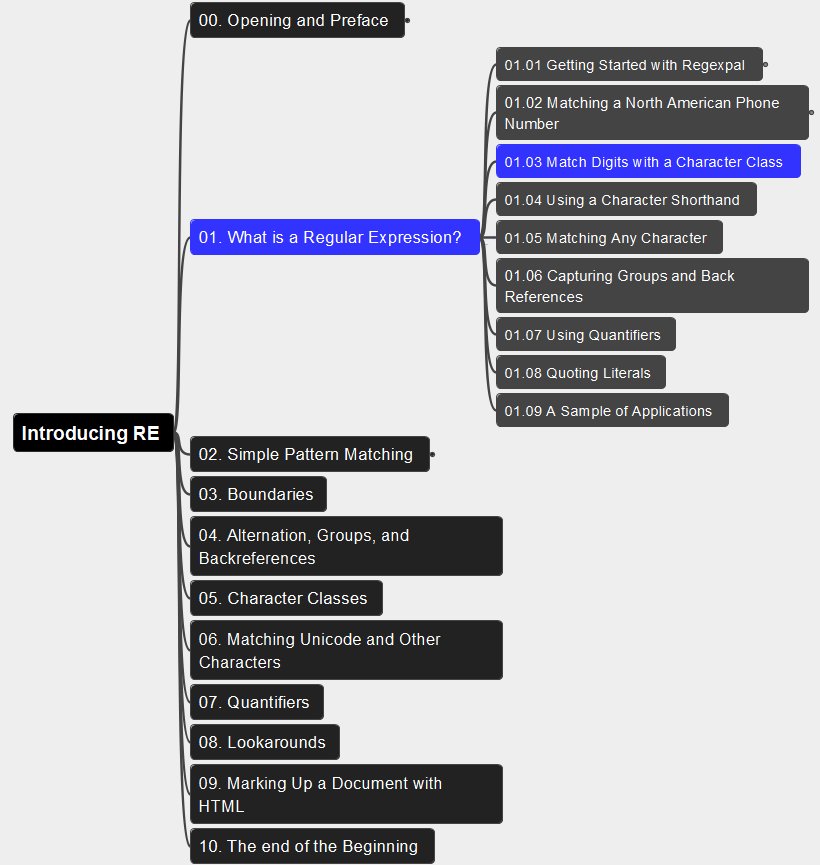 00. Opening and Preface
01.01 Getting Started with Regexpal
01.02 Matching a North American Phone
Number
01.03 Match Digits with a Character Class
01.04 Using a Character Shorthand
01. What is a Regular Expression?
01.05 Matching Any Character
01.06 Capturing Groups and Back
References
01.07 Using Quantifiers
01.08 Quoting Literals
01.09 A Sample of Applications
Introducing RE
02. Simple Pattern Matching
03. Boundaries
04. Alternation, Groups, and
Backreferences
05. Character Classes
06. Matching Unicode and Other
Characters
07. Quantifiers
08. Lookarounds
09. Marking Up a Document with
HTML
10. The end of the Beginning